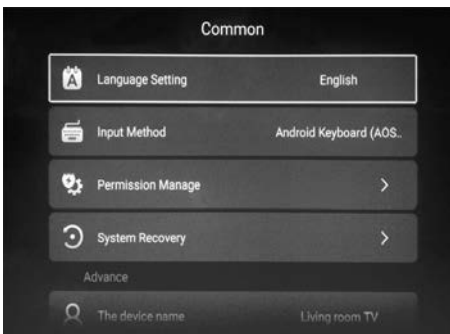 Common
Language Setting English
Input Method Android Keyboard (AOS..
Permission Manage
System Recovery
Advance
The device name Living room TV